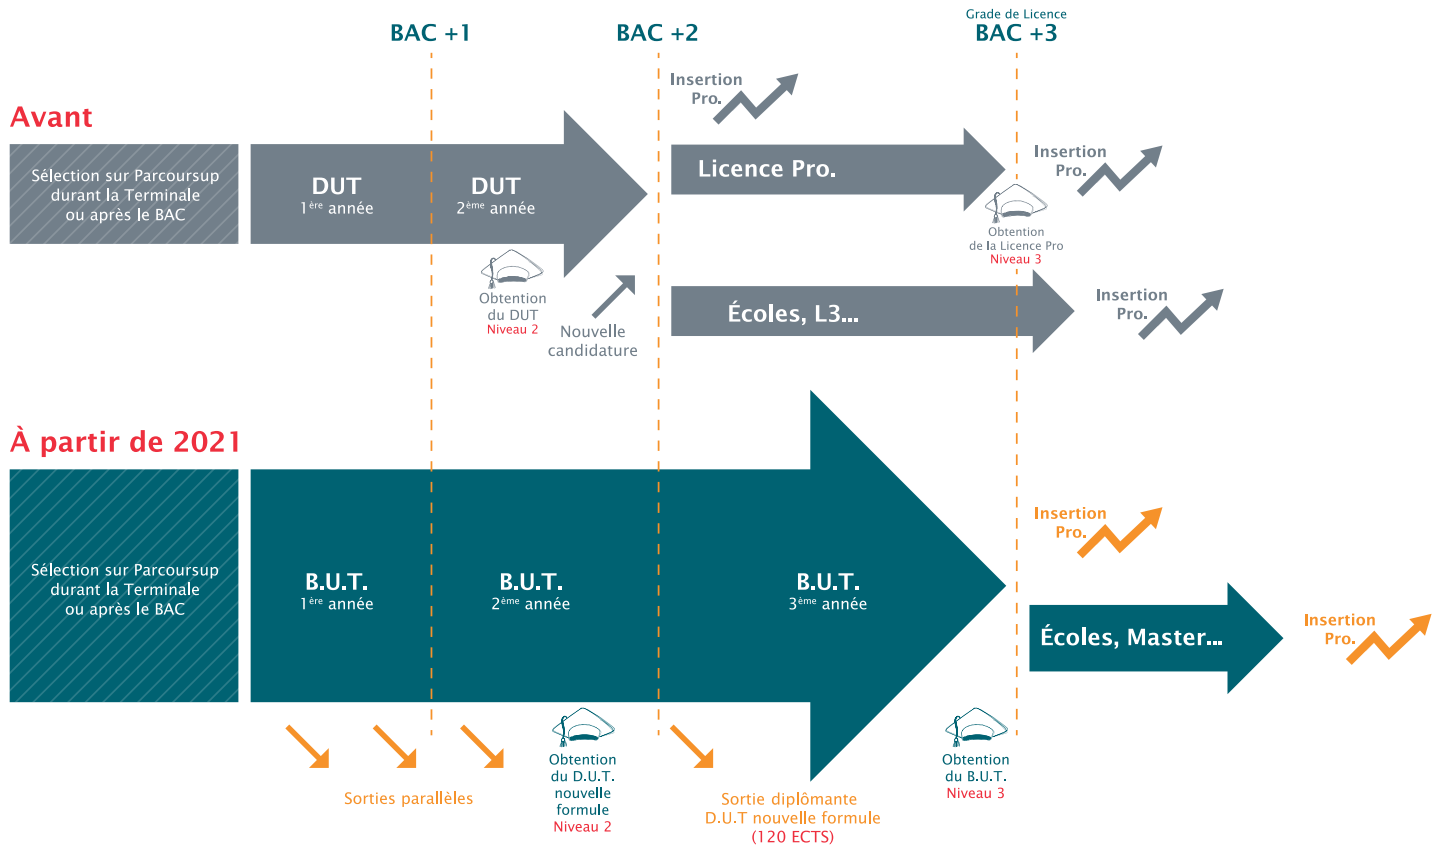 Grade de Licence
BAC +1
BAC +2
BAC +3
Avant
Sélection sur Parcoursup
durant la Terminale
ou après le BAC
DUT
1ère année
DUT
2ème année
Obtention
du DUT
Niveau 2
Nouvelle
candidature
Insertion
Pro.
Licence Pro.
Obtention
de la Licence Pro
Niveau 3
Insertion
Pro.
Écoles, L3...
Insertion
Pro.
À partir de 2021
Sélection sur Parcoursup
durant la Terminale
ou après le BAC
B.U.T.
1ère année
B.U.T.
2ème année
B.U.T.
3ème année
Insertion
Pro.
Écoles, Master...
Insertion
Pro.
Sorties parallèles
Obtention
du D.U.T.
nouvelle
formule
Niveau 2
Sortie diplômante
D.U.T nouvelle formule
(120 ECTS)
Obtention
du B.U.T.
Niveau 3